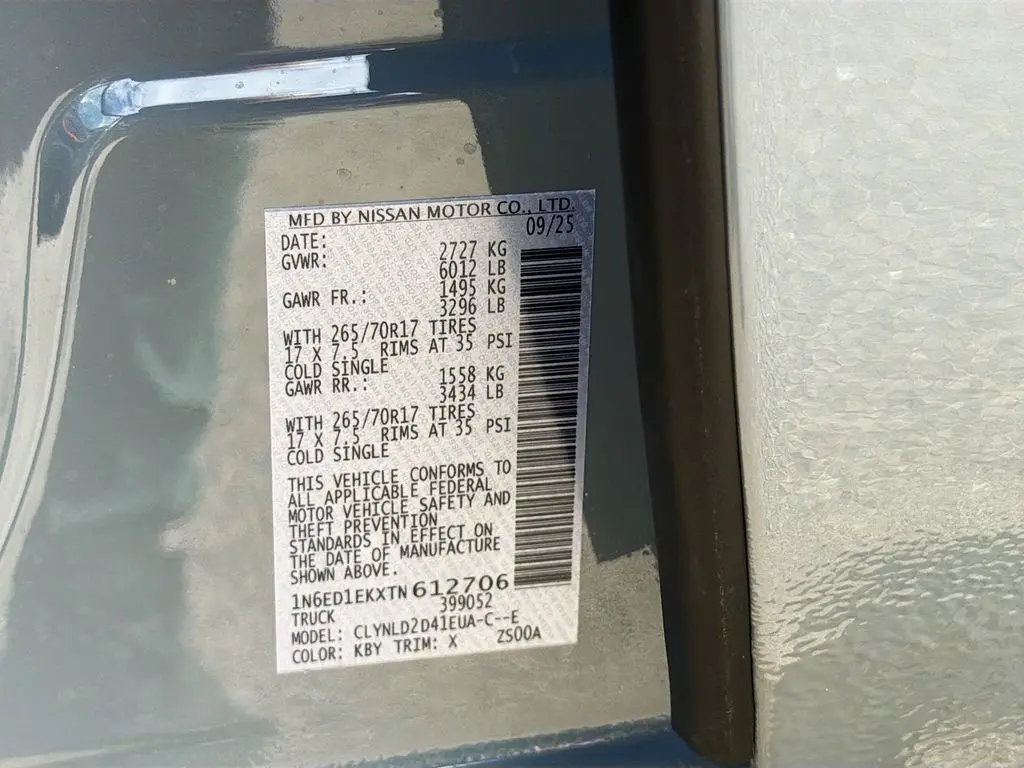 MFD BY NISSAN MOTOR CO., LTD.
DATE: 09/25
GVWR: 2727 KG
6012 LB
GAWR FR.: 1495 KG
3296 LB
WITH 265/70R17 TIRES
17 X 7.5 RIMS AT 35 PSI
COLD SINGLE
GAWR RR.: 1558 KG
3434 LB
WITH 265/70R17 TIRES
17 X 7.5 RIMS AT 35 PSI
COLD SINGLE
THIS VEHICLE CONFORMS TO
ALL APPLICABLE FEDERAL
MOTOR VEHICLE SAFETY AND
THEFT PREVENTION
STANDARDS IN EFFECT ON
THE DATE OF MANUFACTURE
SHOWN ABOVE.
1N6ED1EKXTN612706
TRUCK 399052
MODEL: CLYNLD2D41EUA-C--E
COLOR: KBY TRIM: X ZS00A